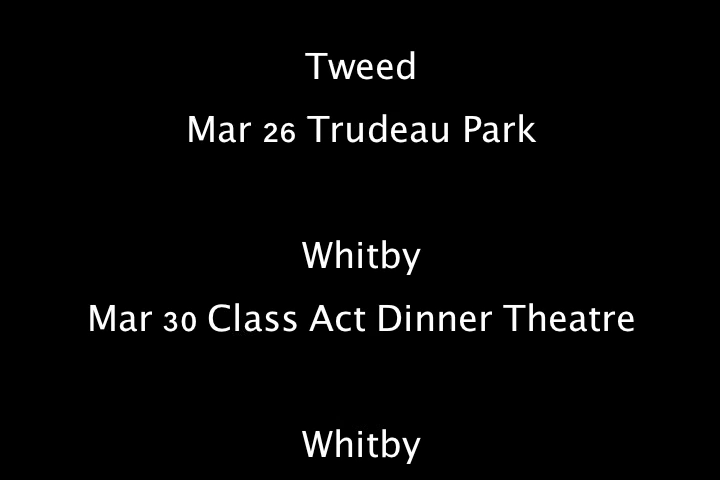 Tweed
Mar 26 Trudeau Park
Whitby
Mar 30 Class Act Dinner Theatre
Whitby